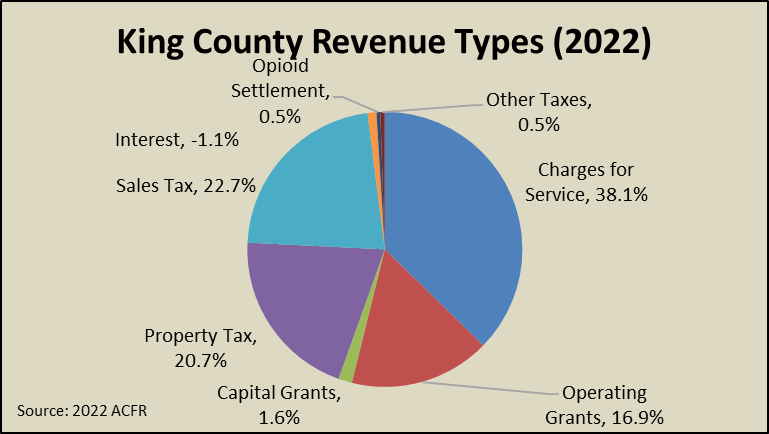 King County Revenue Types (2022)
Opioid
Settlement,
0.5%
Other Taxes,
0.5%
Interest, -1.1%
Charges for
Service, 38.1%
Sales Tax, 22.7%
Property Tax,
20.7%
Capital Grants,
1.6%
Operating
Grants, 16.9%
Source: 2022 ACFR